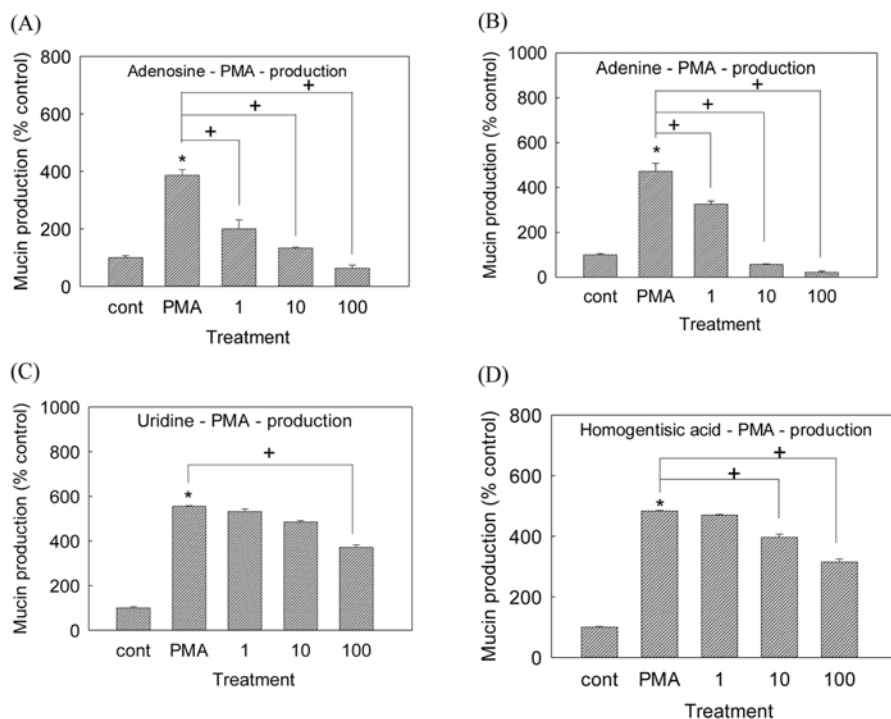 (A)
Adenosine - PMA - production
Mucin production (% control)
800
600
400
200
0
+
+
+
*
cont PMA 1 10 100
Treatment
(B)
Adenine - PMA - production
Mucin production (% control)
1000
800
600
400
200
0
+
+
+
*
cont PMA 1 10 100
Treatment
(C)
Uridine - PMA - production
Mucin production (% control)
1000
800
600
400
200
0
+
*
cont PMA 1 10 100
Treatment
(D)
Homogentisic acid - PMA - production
Mucin production (% control)
800
600
400
200
0
+
+
*
cont PMA 1 10 100
Treatment